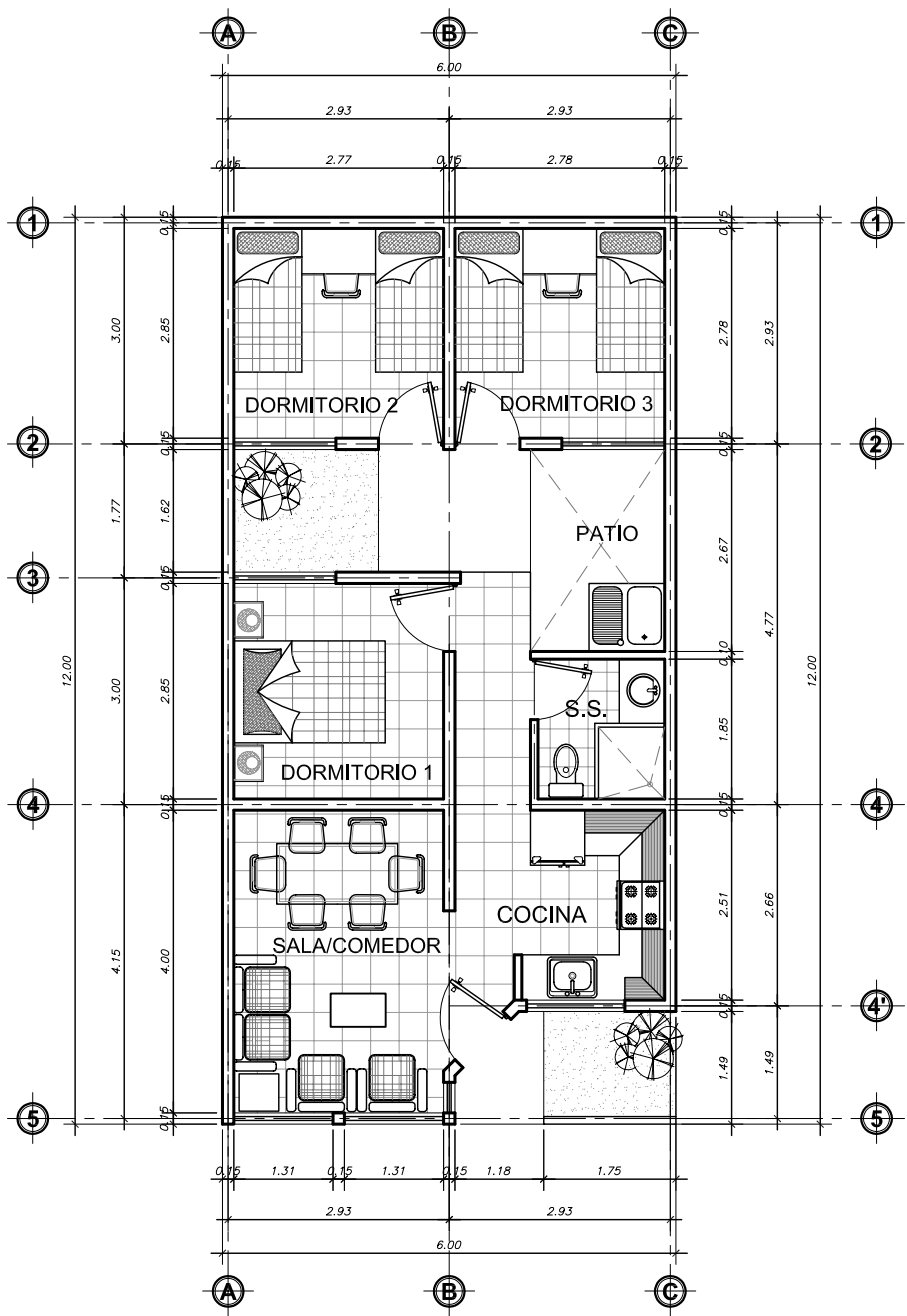 A B C
6.00
2.93 2.93
0.15 2.77 0.15 2.78 0.15
1 1
0.15 0.15
3.00 2.85 2.78 2.93
DORMITORIO 2 DORMITORIO 3
2 2
0.15 0.15
1.77 1.62 PATIO 2.67
3
0.15
4.77
12.00 12.00
0.10
3.00 2.85 S.S. 1.85
DORMITORIO 1
4 4
0.15 0.15
COCINA 2.51 2.66
SALA/COMEDOR
4.15 4.00
0.15 4'
1.49 1.49
5 5
0.15
0.15 1.31 0.15 1.31 0.15 1.18 1.75
2.93 2.93
6.00
A B C